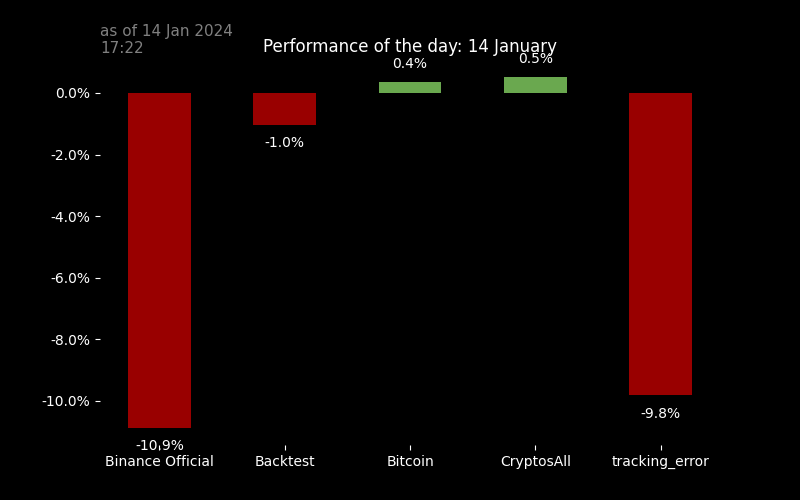 as of 14 Jan 2024
17:22
Performance of the day: 14 January
0.4%
0.5%
0.0%
-1.0%
-2.0%
-4.0%
-6.0%
-8.0%
-10.0%
-9.8%
-10.9%
Binance Official
Backtest
Bitcoin
CryptosAll
tracking_error